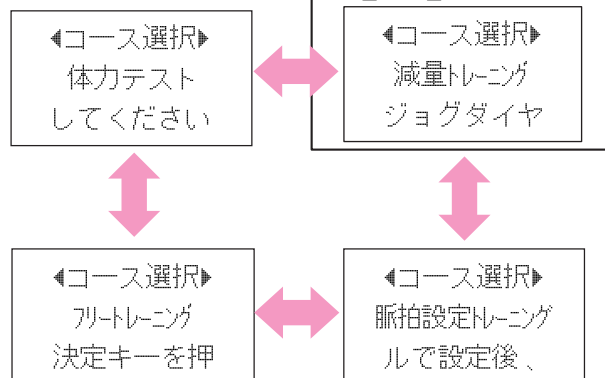 ◀コース選択▶
体力テスト
してください
◀コース選択▶
減量トレーニング
ジョグダイヤ
◀コース選択▶
フリートレーニング
決定キーを押
◀コース選択▶
脈拍設定トレーニング
ルで設定後、